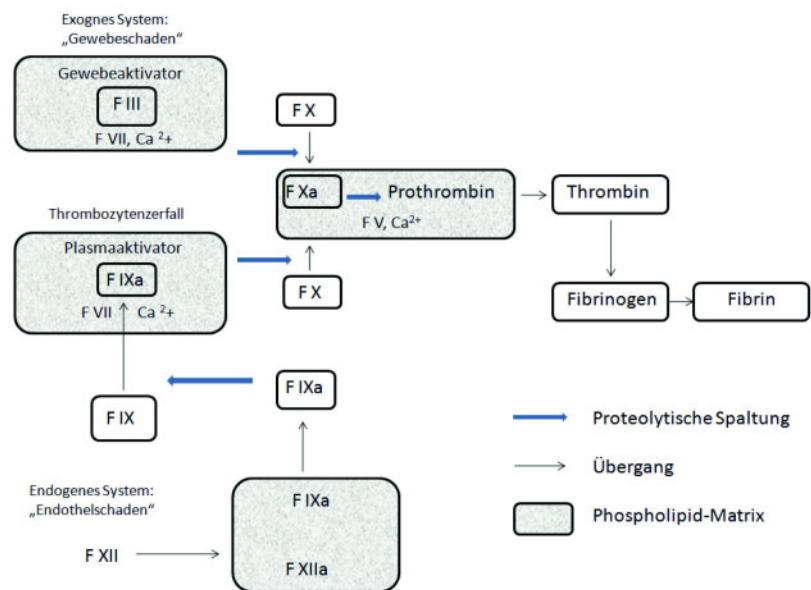 Exognes System:
„Gewebeschaden“
Gewebeaktivator
F III
F VII, Ca ²+
F X
F Xa
Prothrombin
F V, Ca²⁺
Thrombin
Thrombozytenzerfall
Plasmaaktivator
F IXa
F VII Ca ²+
F X
Fibrinogen
Fibrin
F IX
F IXa
Proteolytische Spaltung
Übergang
Phospholipid-Matrix
Endogenes System:
„Endothelschaden“
F IXa
F XII
F XIIa